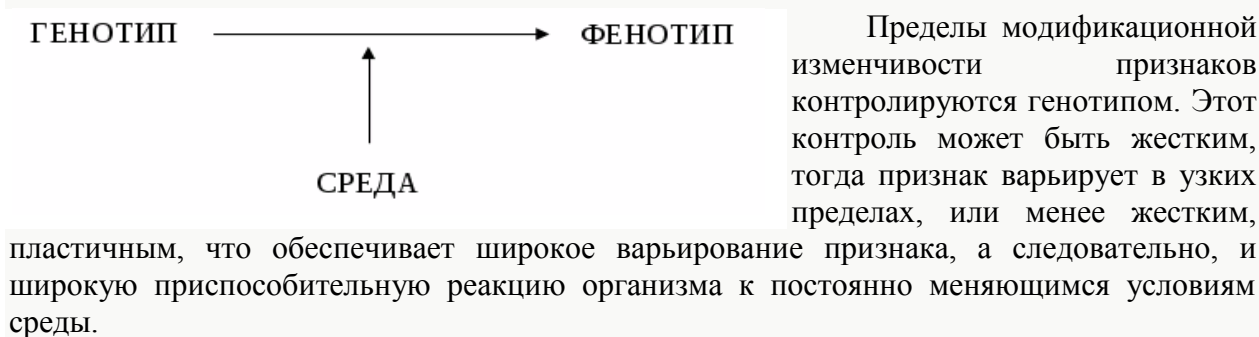 ГЕНОТИП
ФЕНОТИП
СРЕДА
Пределы модификационной
изменчивости признаков
контролируются генотипом. Этот
контроль может быть жестким,
тогда признак варьирует в узких
пределах, или менее жестким,
пластичным, что обеспечивает широкое варьирование признака, а следовательно, и
широкую приспособительную реакцию организма к постоянно меняющимся условиям
среды.